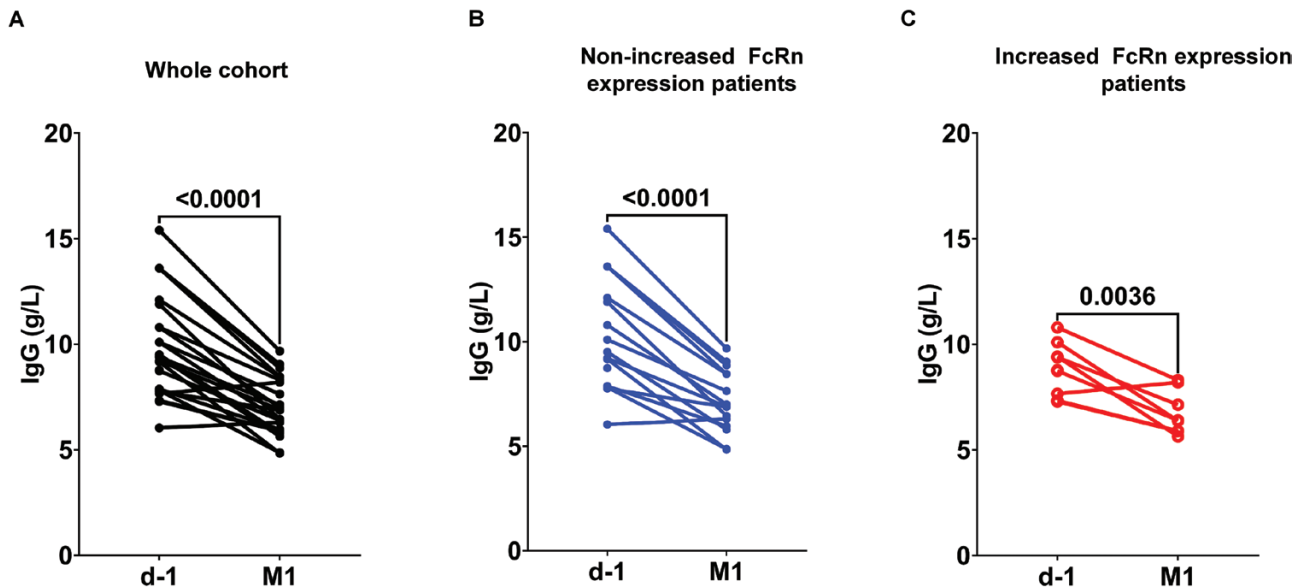 A
Whole cohort
20
15
10
5
0
IgG (g/L)
<0.0001
d-1
M1
B
Non-increased FcRn
expression patients
20
15
10
5
0
IgG (g/L)
<0.0001
d-1
M1
C
Increased FcRn expression
patients
20
15
10
5
0
IgG (g/L)
0.0036
d-1
M1